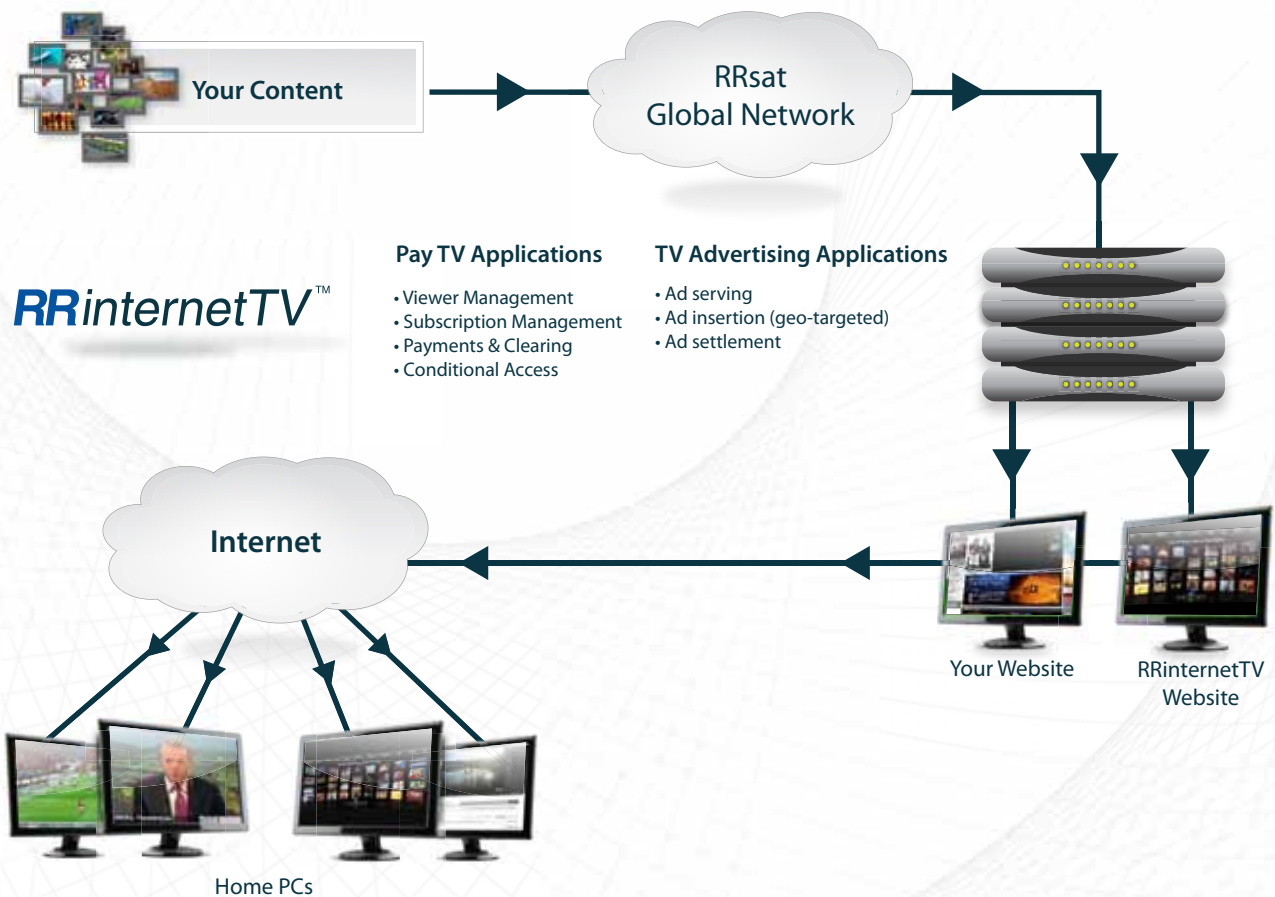 Your Content
RRsat
Global Network
RRinternetTV™
Pay TV Applications
• Viewer Management
• Subscription Management
• Payments & Clearing
• Conditional Access
TV Advertising Applications
• Ad serving
• Ad insertion (geo-targeted)
• Ad settlement
Internet
Your Website
RRinternetTV
Website
Home PCs